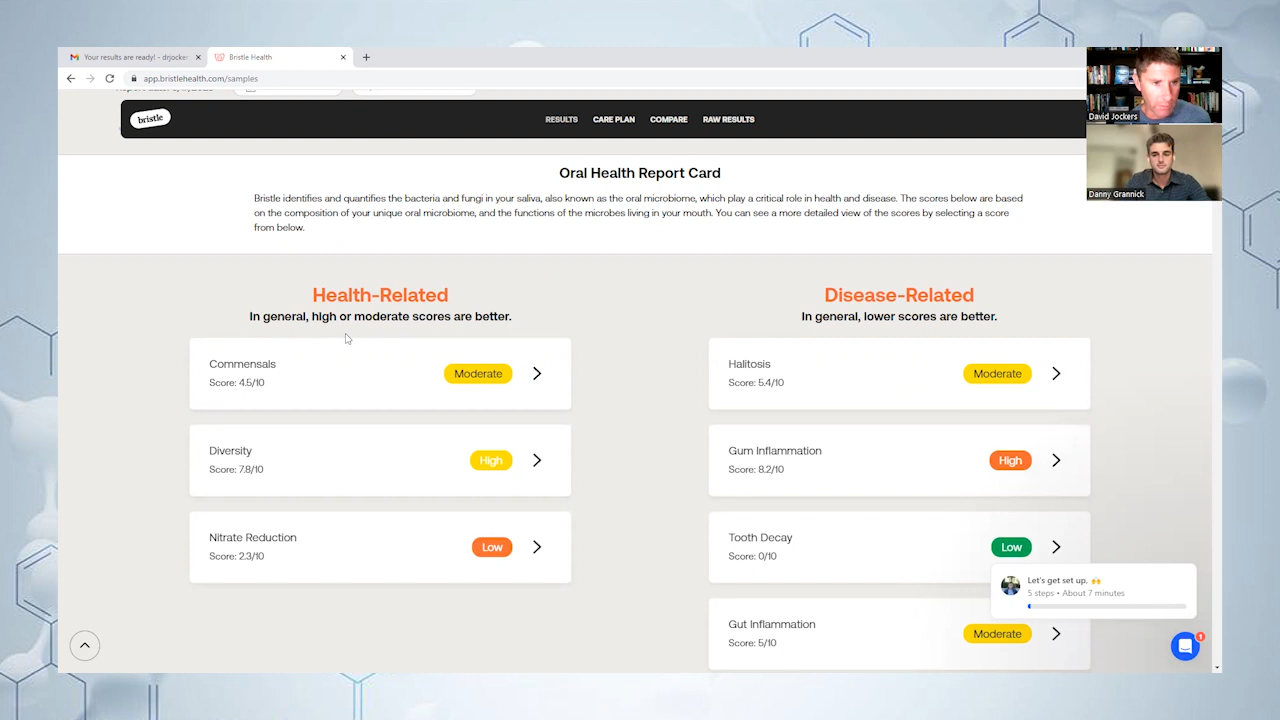 Your results are ready! - drjocker
Bristle Health
app.bristlehealth.com/samples
bristle
RESULTS
CARE PLAN
COMPARE
RAW RESULTS
David Jockers
Danny Grannick
Oral Health Report Card
Bristle identifies and quantifies the bacteria and fungi in your saliva, also known as the oral microbiome, which play a critical role in health and disease. The scores below are based
on the composition of your unique oral microbiome, and the functions of the microbes living in your mouth. You can see a more detailed view of the scores by selecting a score
from below.
Health-Related
In general, high or moderate scores are better.
Commensals
Score: 4.5/10
Moderate
Diversity
Score: 7.8/10
High
Nitrate Reduction
Score: 2.3/10
Low
Disease-Related
In general, lower scores are better.
Halitosis
Score: 5.4/10
Moderate
Gum Inflammation
Score: 8.2/10
High
Tooth Decay
Score: 0/10
Low
Gut Inflammation
Score: 5/10
Moderate
Let's get set up, 🙌
5 steps • About 7 minutes
1